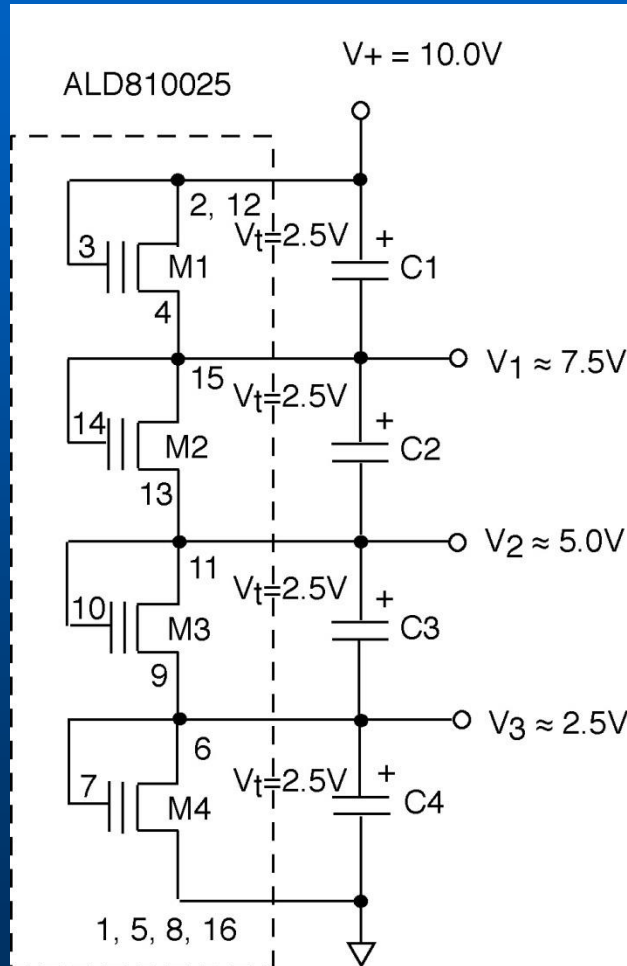 V+ = 10.0V
ALD810025
2, 12
Vt=2.5V
+
3
M1
C1
4
15
V1 ≈ 7.5V
Vt=2.5V
+
14
M2
C2
13
11
V2 ≈ 5.0V
Vt=2.5V
+
10
M3
C3
9
6
V3 ≈ 2.5V
Vt=2.5V
+
7
M4
C4
1, 5, 8, 16